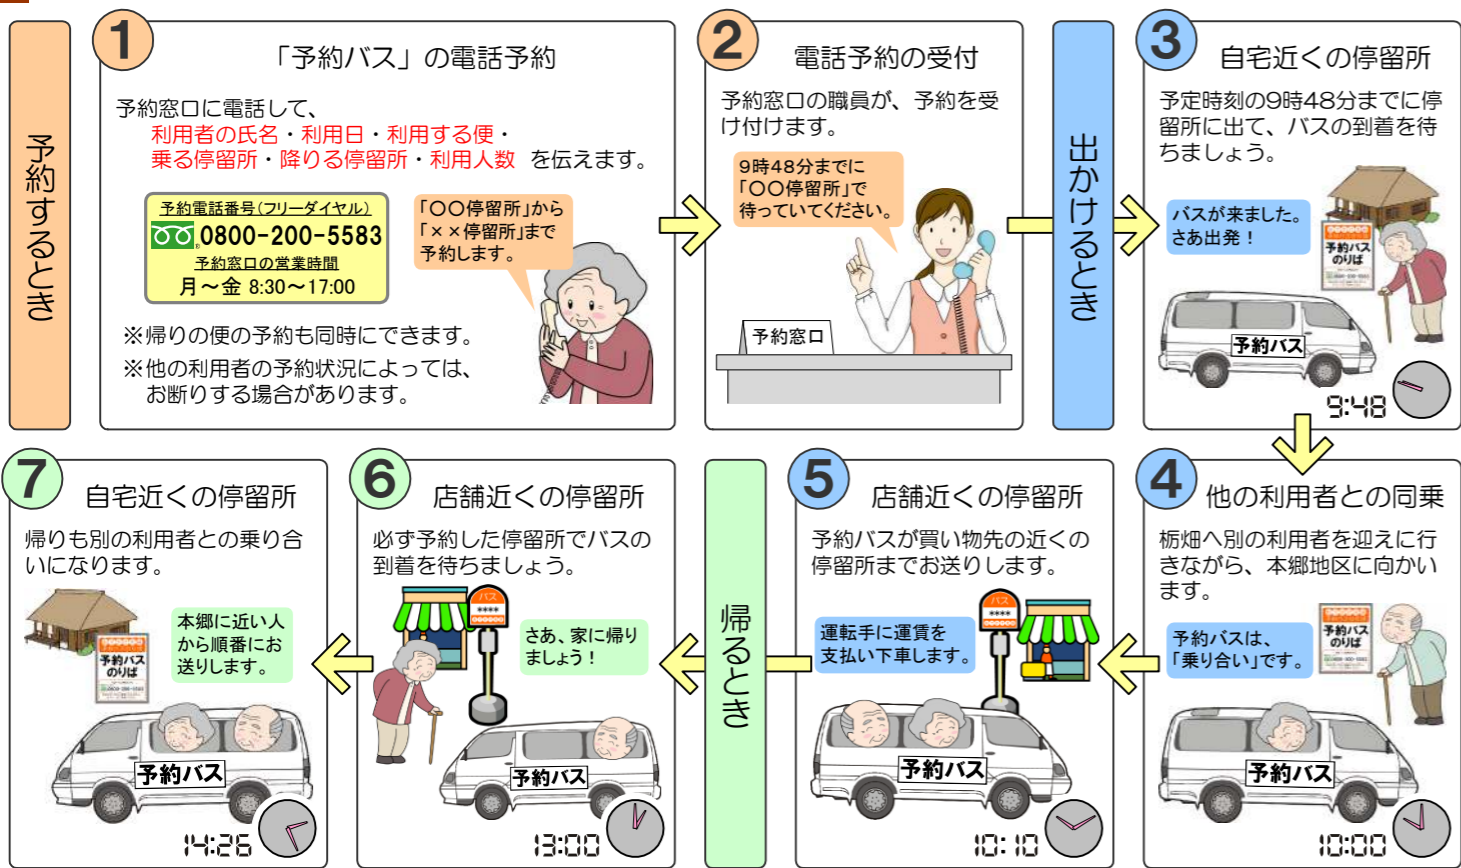 予約するとき
1
「予約バス」の電話予約
予約窓口に電話して、
利用者の氏名・利用日・利用する便・
乗る停留所・降りる停留所・利用人数 を伝えます。
予約電話番号(フリーダイヤル)
0800-200-5583
予約窓口の営業時間
月～金 8:30～17:00
「〇〇停留所」から
「××停留所」まで
予約します。
※帰りの便の予約も同時にできます。
※他の利用者の予約状況によっては、
お断りする場合があります。
2
電話予約の受付
予約窓口の職員が、予約を受
け付けます。
9時48分までに
「〇〇停留所」で
待っていてください。
予約窓口
出かけるとき
3
自宅近くの停留所
予定時刻の9時48分までに停
留所に出て、バスの到着を待
ちましょう。
バスが来ました。
さあ出発！
予約バス
のりば
予約バス
9:48
4
他の利用者との同乗
栃畑へ別の利用者を迎えに行
きながら、本郷地区に向かい
ます。
予約バスは、
「乗り合い」です。
予約バス
のりば
予約バス
10:00
5
店舗近くの停留所
予約バスが買い物先の近くの
停留所までお送りします。
運転手に運賃を
支払い下車します。
バス
****
予約バス
10:10
帰るとき
6
店舗近くの停留所
必ず予約した停留所でバスの
到着を待ちましょう。
バス
****
さあ、家に帰り
ましょう！
予約バス
13:00
7
自宅近くの停留所
帰りも別の利用者との乗り合
いになります。
本郷に近い人
から順番にお
送りします。
予約バス
のりば
予約バス
14:26